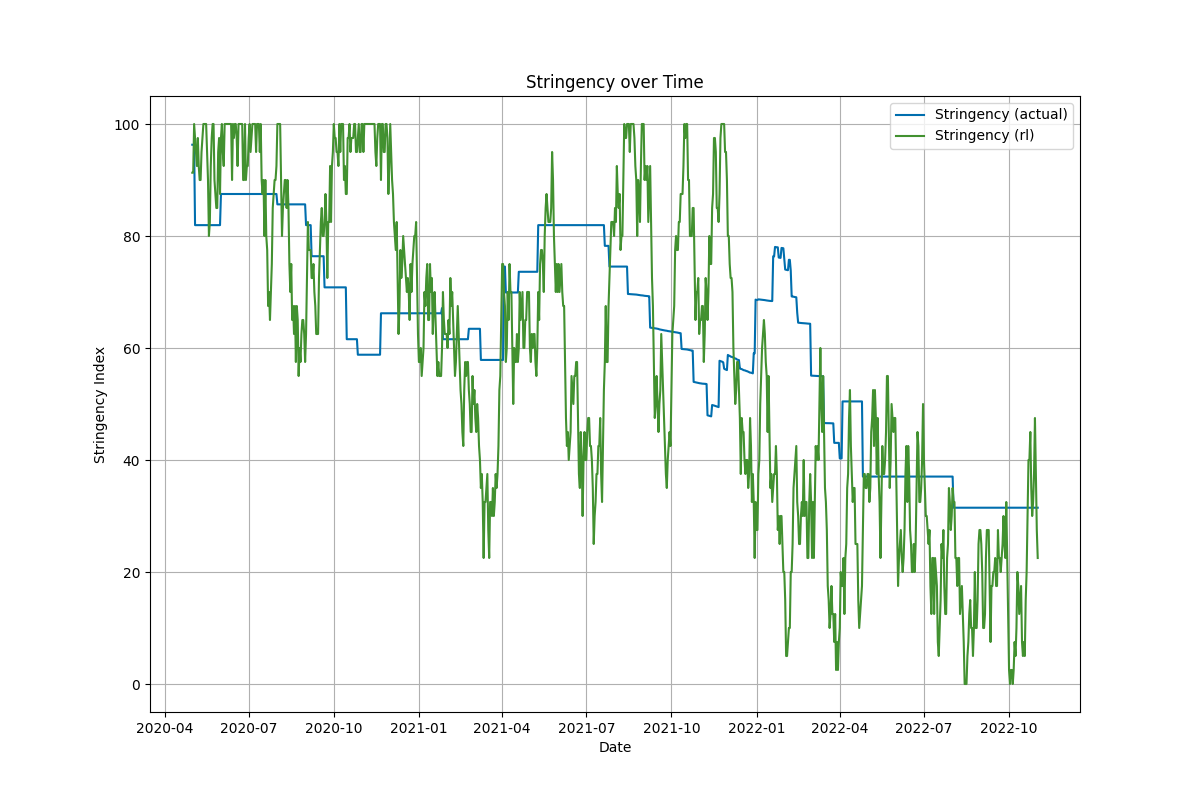 Stringency over Time
Stringency (actual)
Stringency (rl)
Stringency Index
100
80
60
40
20
0
2020-04 2020-07 2020-10 2021-01 2021-04 2021-07 2021-10 2022-01 2022-04 2022-07 2022-10
Date